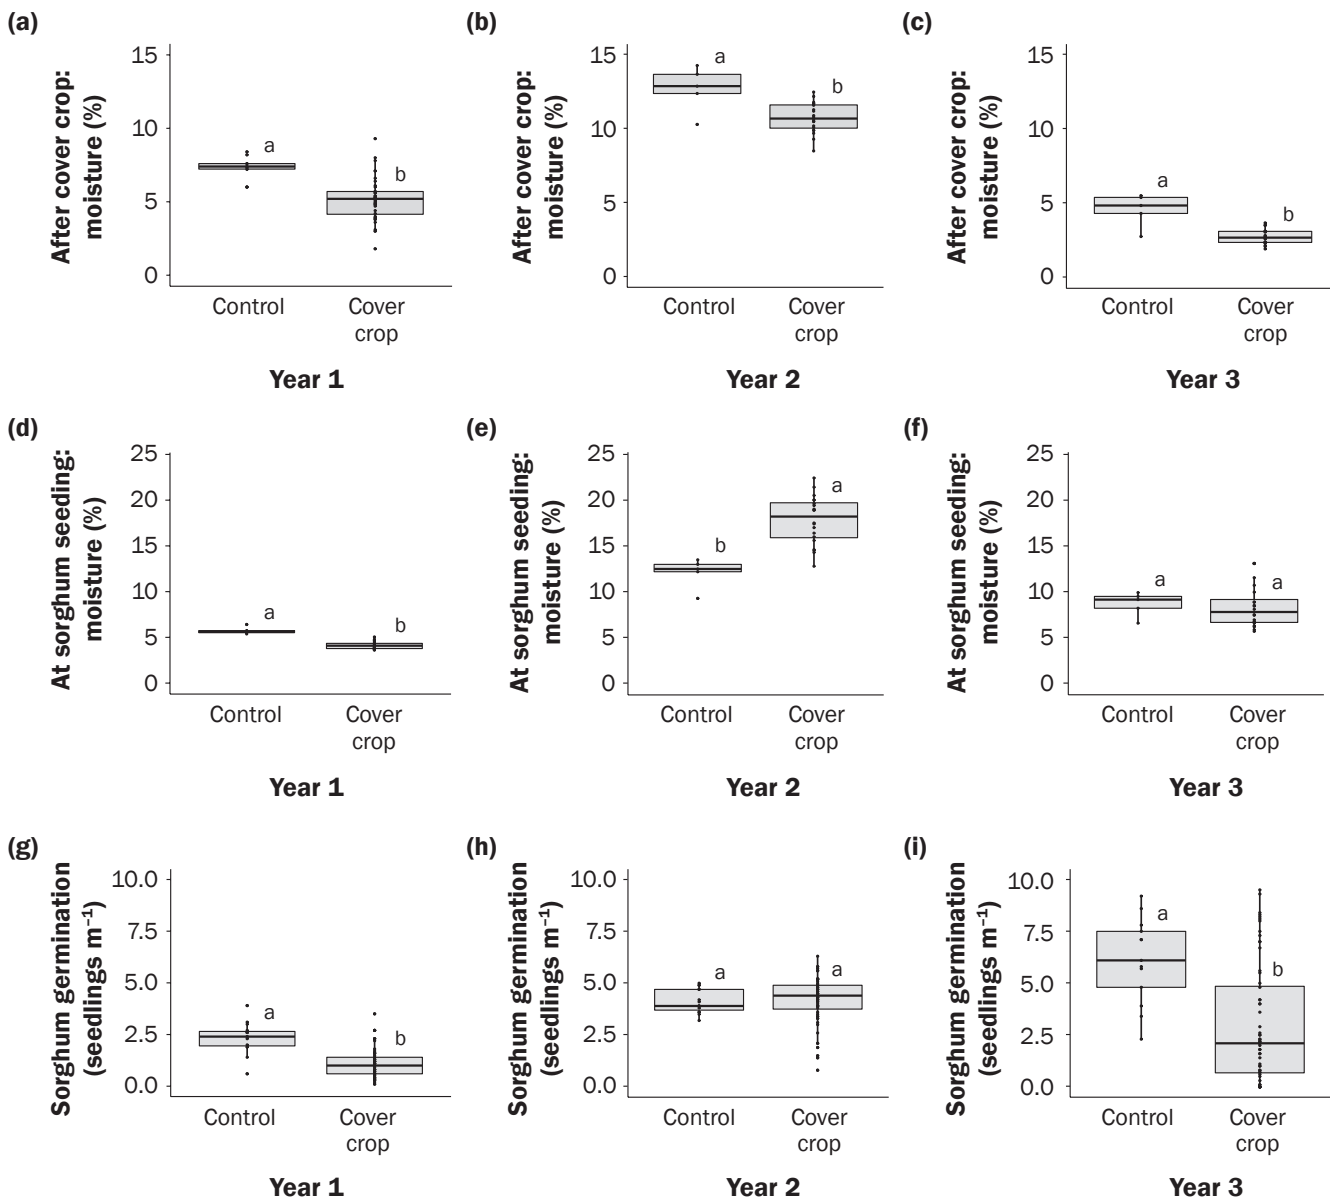 (a)
After cover crop:
moisture (%)
15
10
5
0
a
b
Control
Cover
crop
Year 1
(b)
After cover crop:
moisture (%)
15
10
5
0
a
b
Control
Cover
crop
Year 2
(c)
After cover crop:
moisture (%)
15
10
5
0
a
b
Control
Cover
crop
Year 3
(d)
At sorghum seeding:
moisture (%)
25
20
15
10
5
0
a
b
Control
Cover
crop
Year 1
(e)
At sorghum seeding:
moisture (%)
25
20
15
10
5
0
b
a
Control
Cover
crop
Year 2
(f)
At sorghum seeding:
moisture (%)
25
20
15
10
5
0
a
a
Control
Cover
crop
Year 3
(g)
Sorghum germination
(seedlings m⁻¹)
10.0
7.5
5.0
2.5
0.0
a
b
Control
Cover
crop
Year 1
(h)
Sorghum germination
(seedlings m⁻¹)
10.0
7.5
5.0
2.5
0.0
a
a
Control
Cover
crop
Year 2
(i)
Sorghum germination
(seedlings m⁻¹)
10.0
7.5
5.0
2.5
0.0
a
b
Control
Cover
crop
Year 3